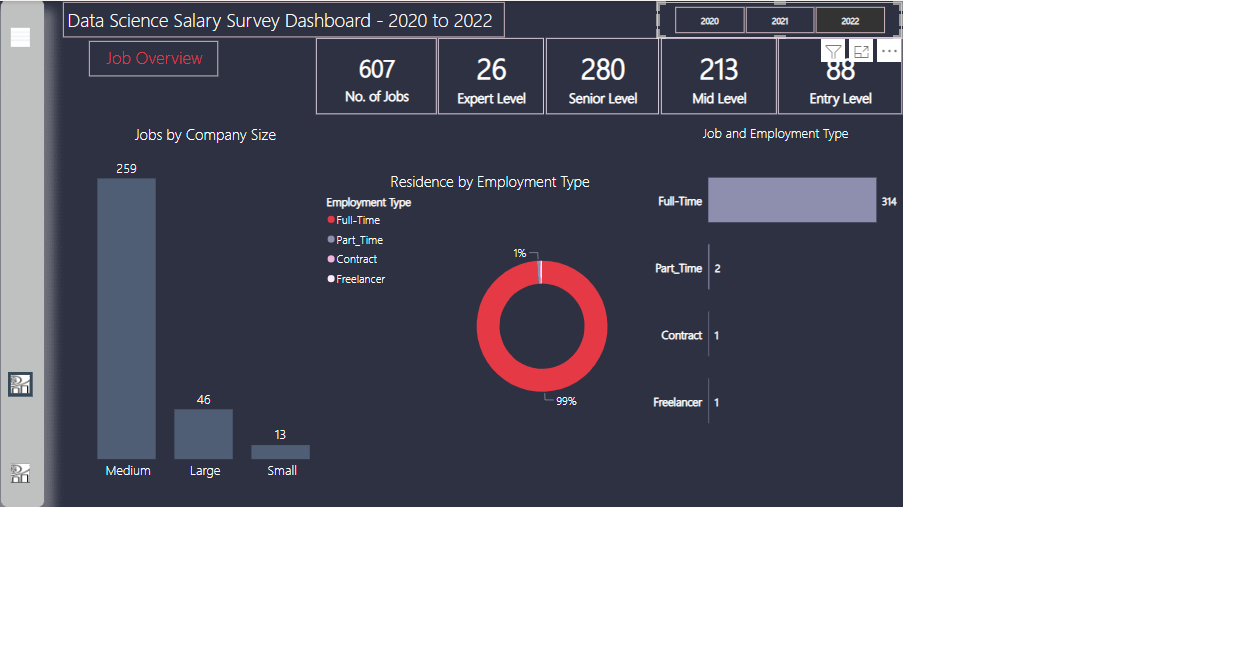 Data Science Salary Survey Dashboard - 2020 to 2022
2020
2021
2022
Job Overview
607
No. of Jobs
26
Expert Level
280
Senior Level
213
Mid Level
88
Entry Level
Jobs by Company Size
259
46
13
Medium
Large
Small
Residence by Employment Type
Employment Type
Full-Time
Part_Time
Contract
Freelancer
1%
99%
Job and Employment Type
Full-Time
314
Part_Time
2
Contract
1
Freelancer
1